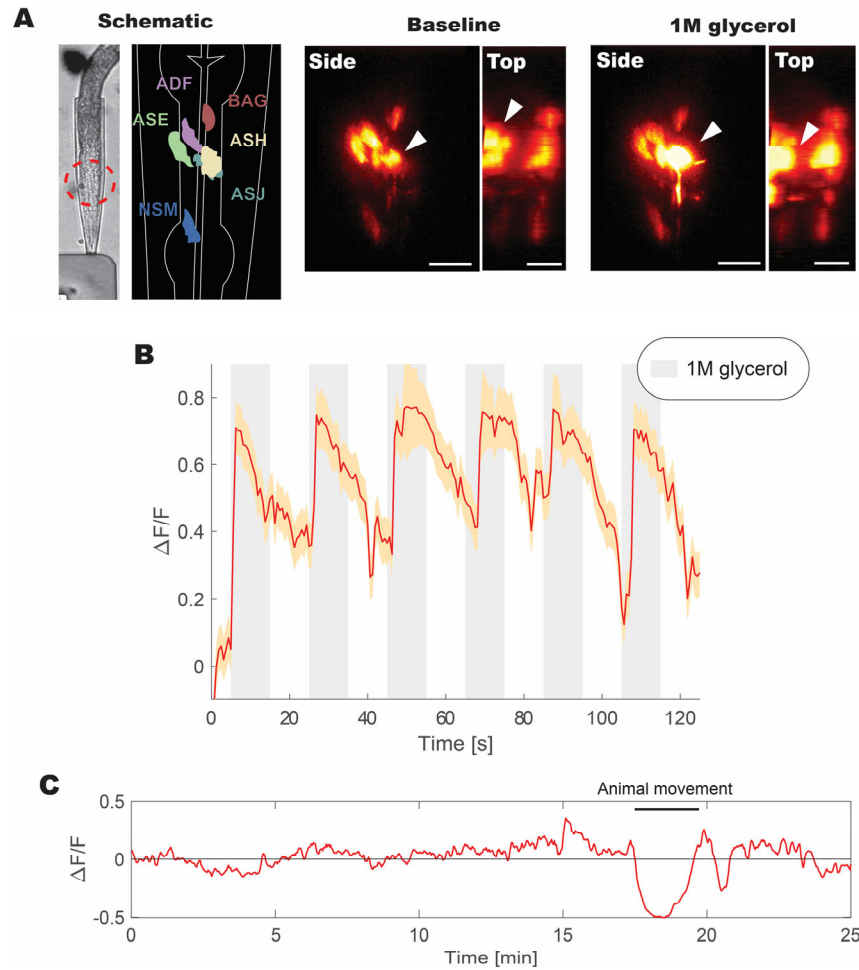 A
Schematic
Baseline
1M glycerol
ADF
BAG
ASE
ASH
ASJ
NSM
Side
Top
Side
Top
B
1M glycerol
ΔF/F
0.8
0.6
0.4
0.2
0
0 20 40 60 80 100 120
Time [s]
C
Animal movement
ΔF/F
0.5
0
-0.5
0 5 10 15 20 25
Time [min]